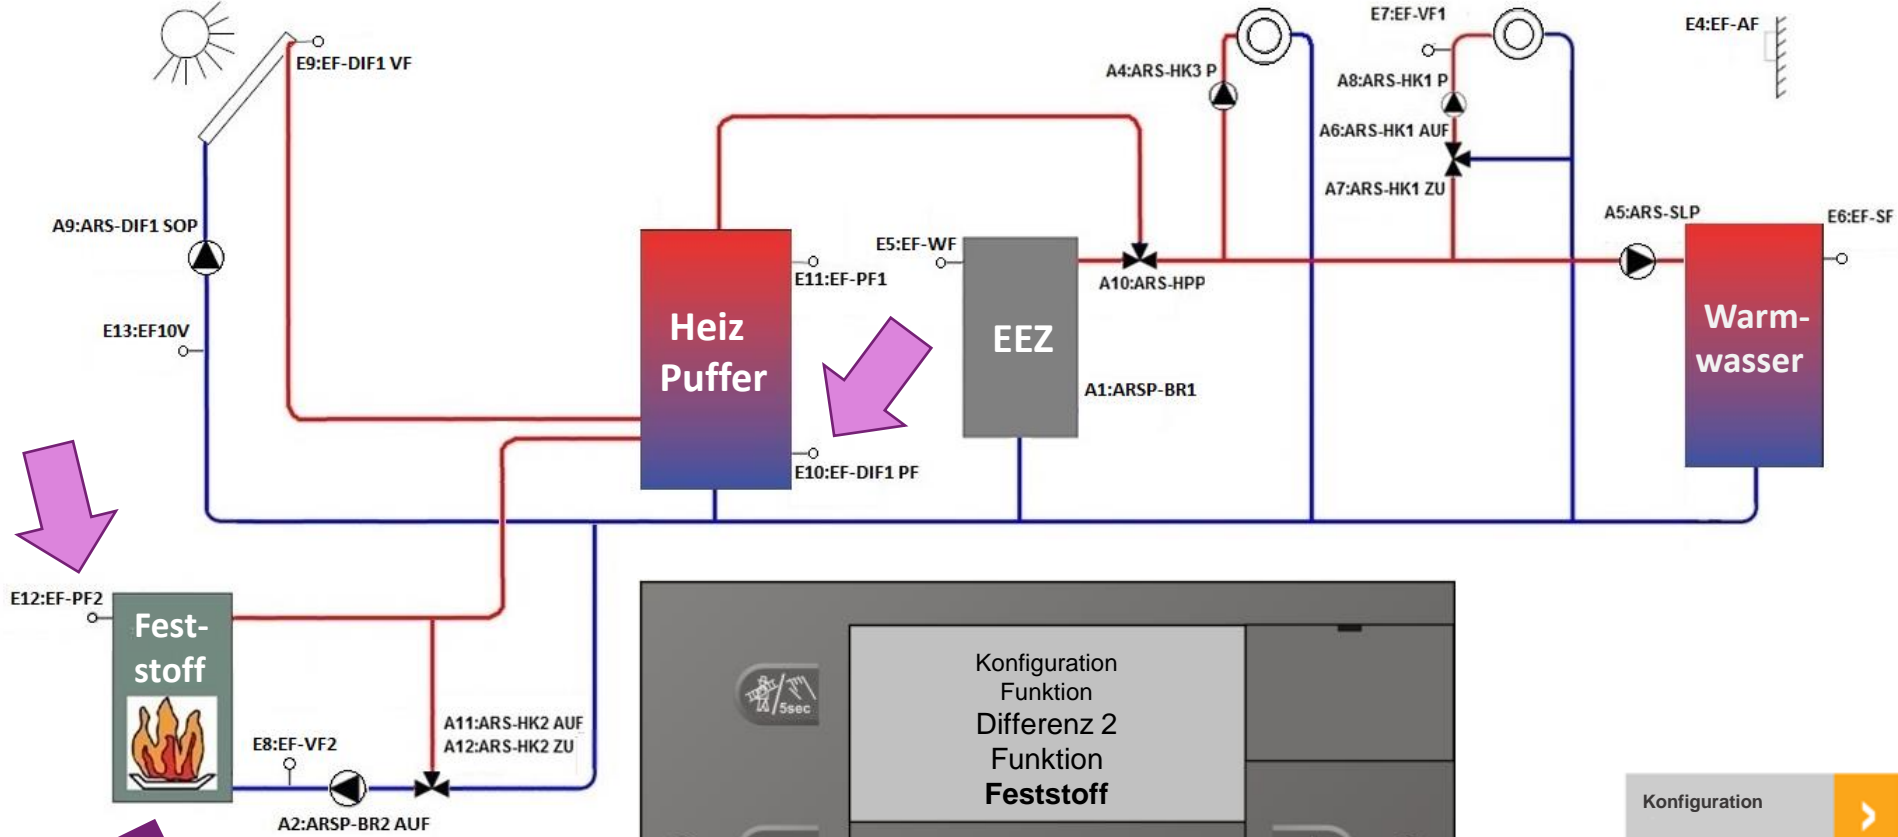 E9:EF-DIF1 VF
A9:ARS-DIF1 SOP
E13:EF10V
E12:EF-PF2
Fest-
stoff
E8:EF-VF2
A2:ARSP-BR2 AUF
A11:ARS-HK2 AUF
A12:ARS-HK2 ZU
Heiz
Puffer
E11:EF-PF1
E10:EF-DIF1 PF
E5:EF-WF
EEZ
A1:ARSP-BR1
A10:ARS-HPP
A4:ARS-HK3 P
E7:EF-VF1
A8:ARS-HK1 P
A6:ARS-HK1 AUF
A7:ARS-HK1 ZU
E4:EF-AF
A5:ARS-SLP
E6:EF-SF
Warm-
wasser
/5sec
Konfiguration
Funktion
Differenz 2
Funktion
Feststoff
Konfiguration